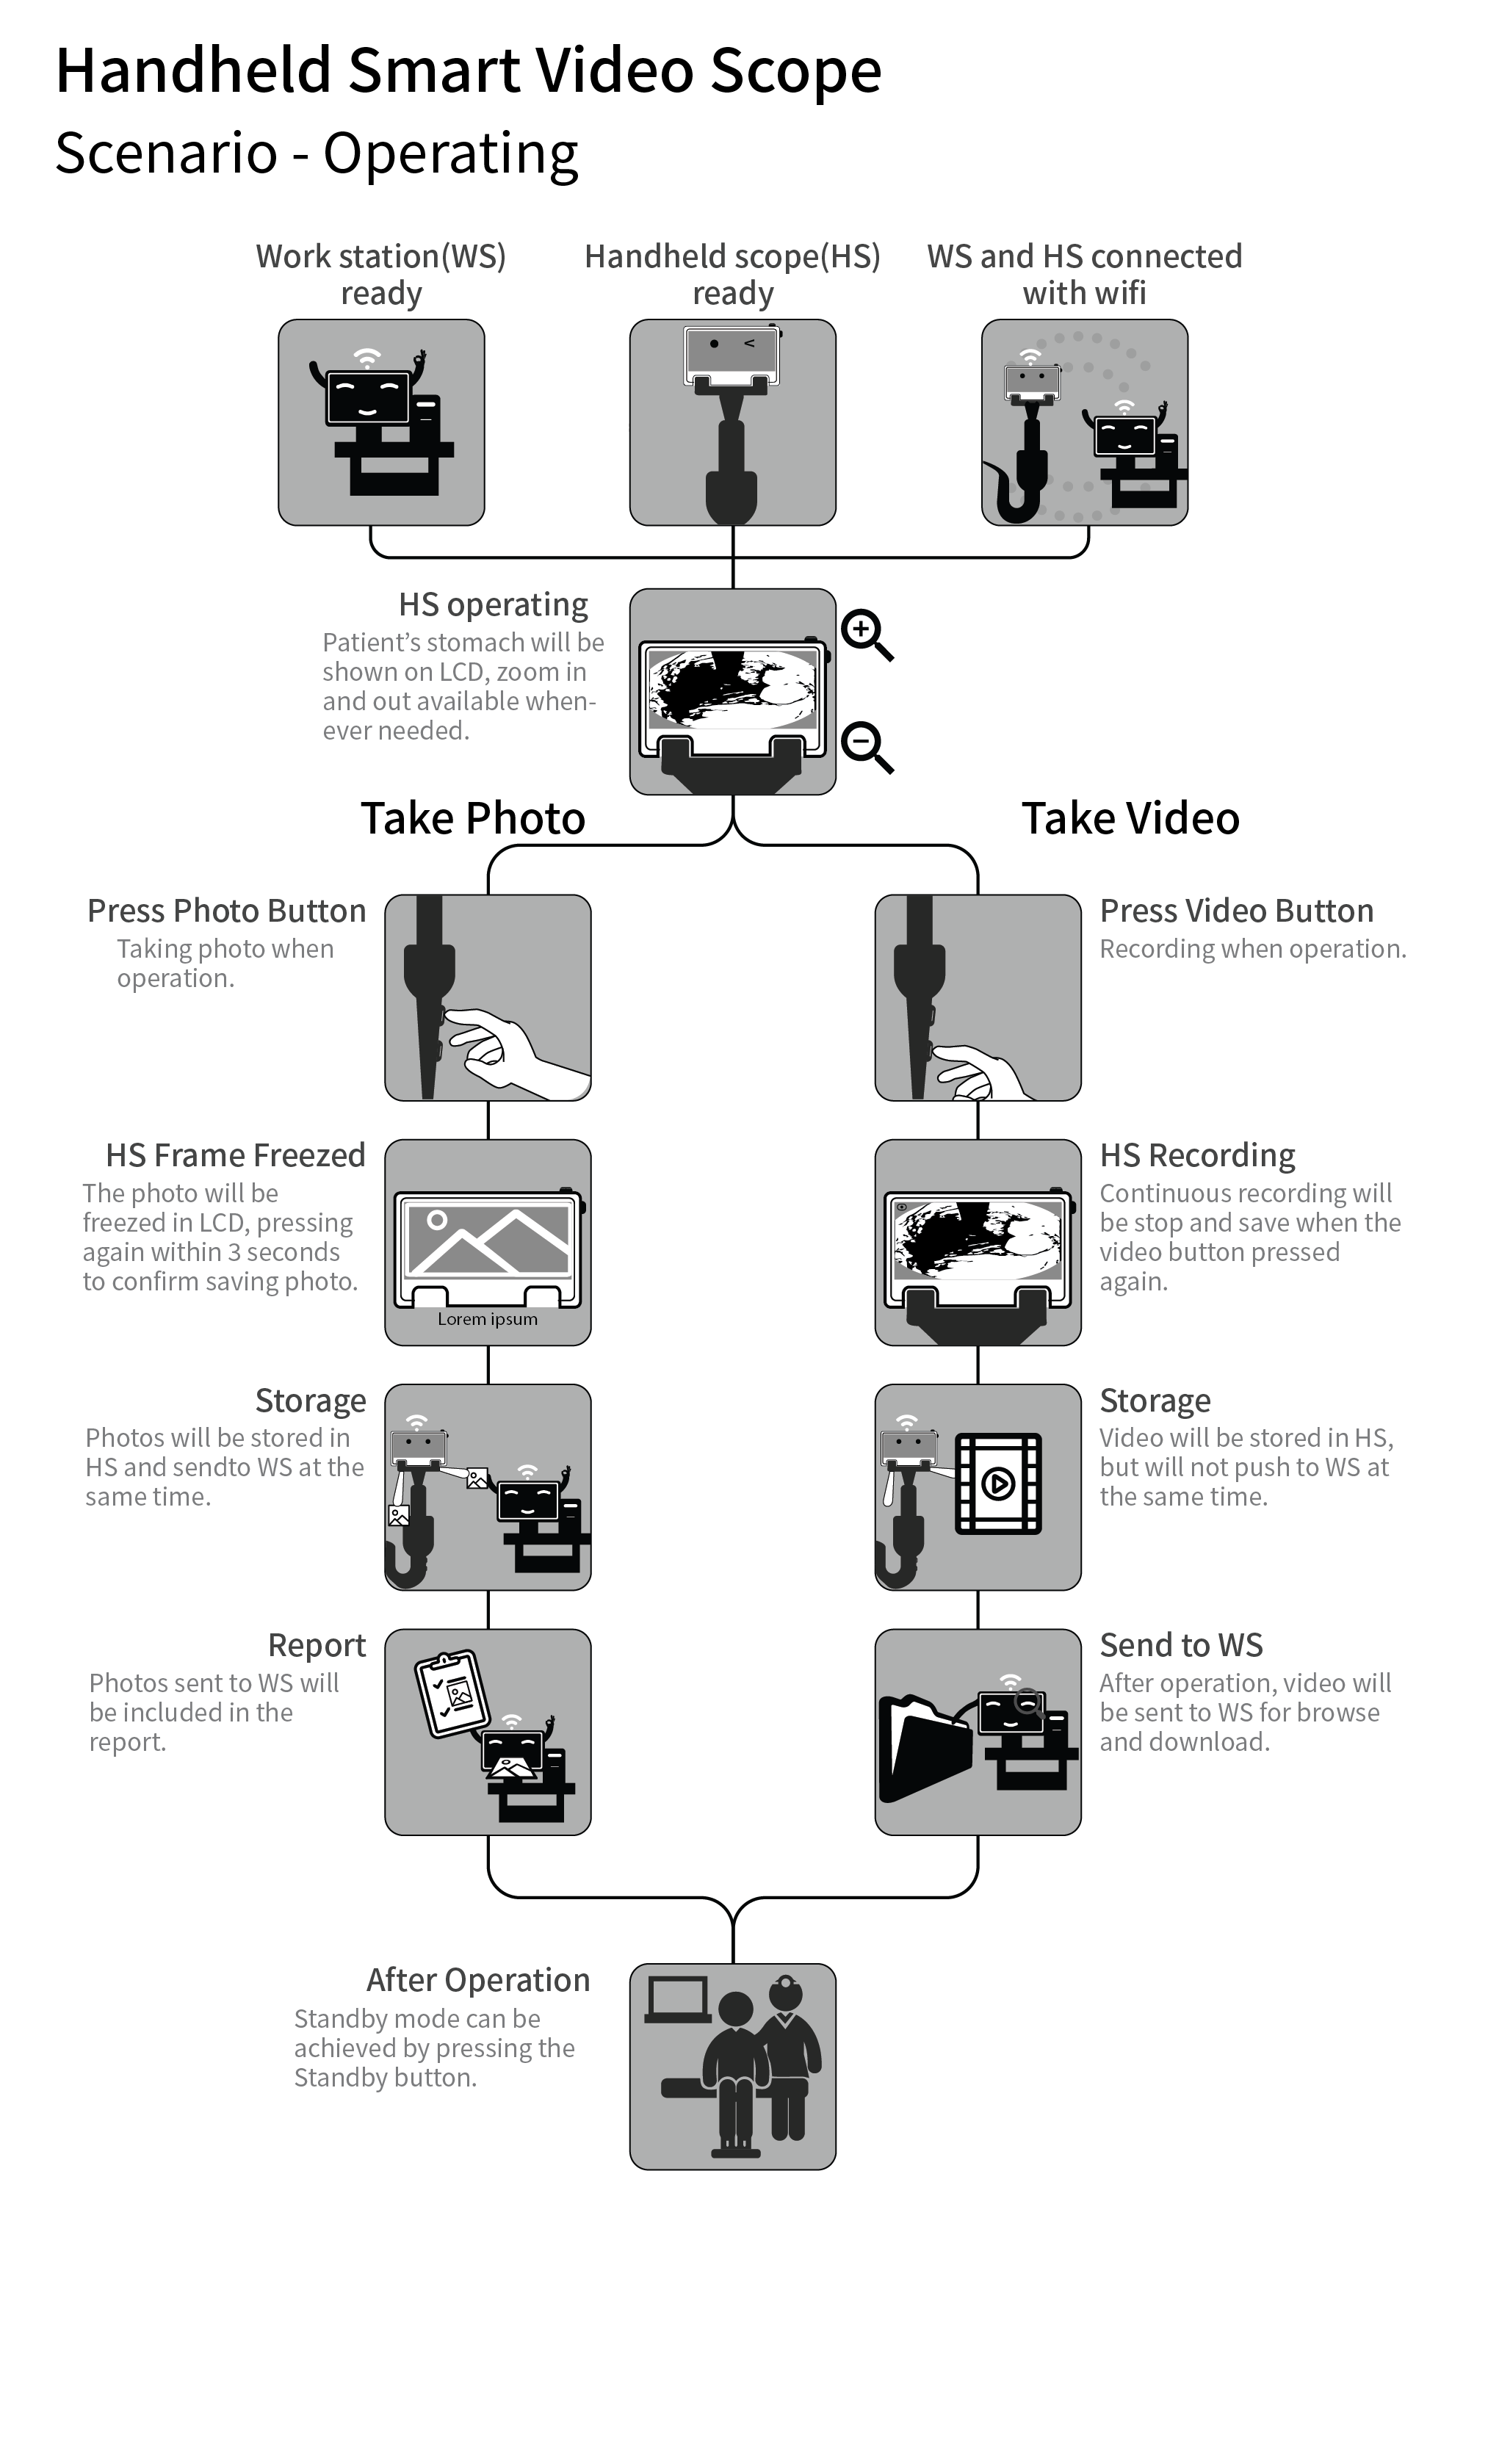 Handheld Smart Video Scope
Scenario - Operating
Work station(WS)
ready
Handheld scope(HS)
ready
WS and HS connected
with wifi
HS operating
Patient's stomach will be
shown on LCD, zoom in
and out available when-
ever needed.
Take Photo
Press Photo Button
Taking photo when
operation.
HS Frame Freezed
The photo will be
freezed in LCD, pressing
again within 3 seconds
to confirm saving photo.
Lorem ipsum
Storage
Photos will be stored in
HS and sendto WS at the
same time.
Report
Photos sent to WS will
be included in the
report.
Take Video
Press Video Button
Recording when operation.
HS Recording
Continuous recording will
be stop and save when the
video button pressed
again.
Storage
Video will be stored in HS,
but will not push to WS at
the same time.
Send to WS
After operation, video will
be sent to WS for browse
and download.
After Operation
Standby mode can be
achieved by pressing the
Standby button.